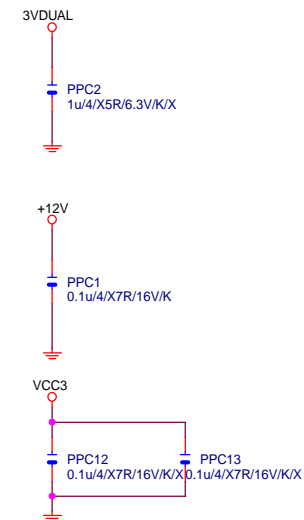 3VDUAL
PPC2
1u/4/X5R/6.3V/K/X
+12V
PPC1
0.1u/4/X7R/16V/K
VCC3
PPC12 PPC13
0.1u/4/X7R/16V/K/X 0.1u/4/X7R/16V/K/X